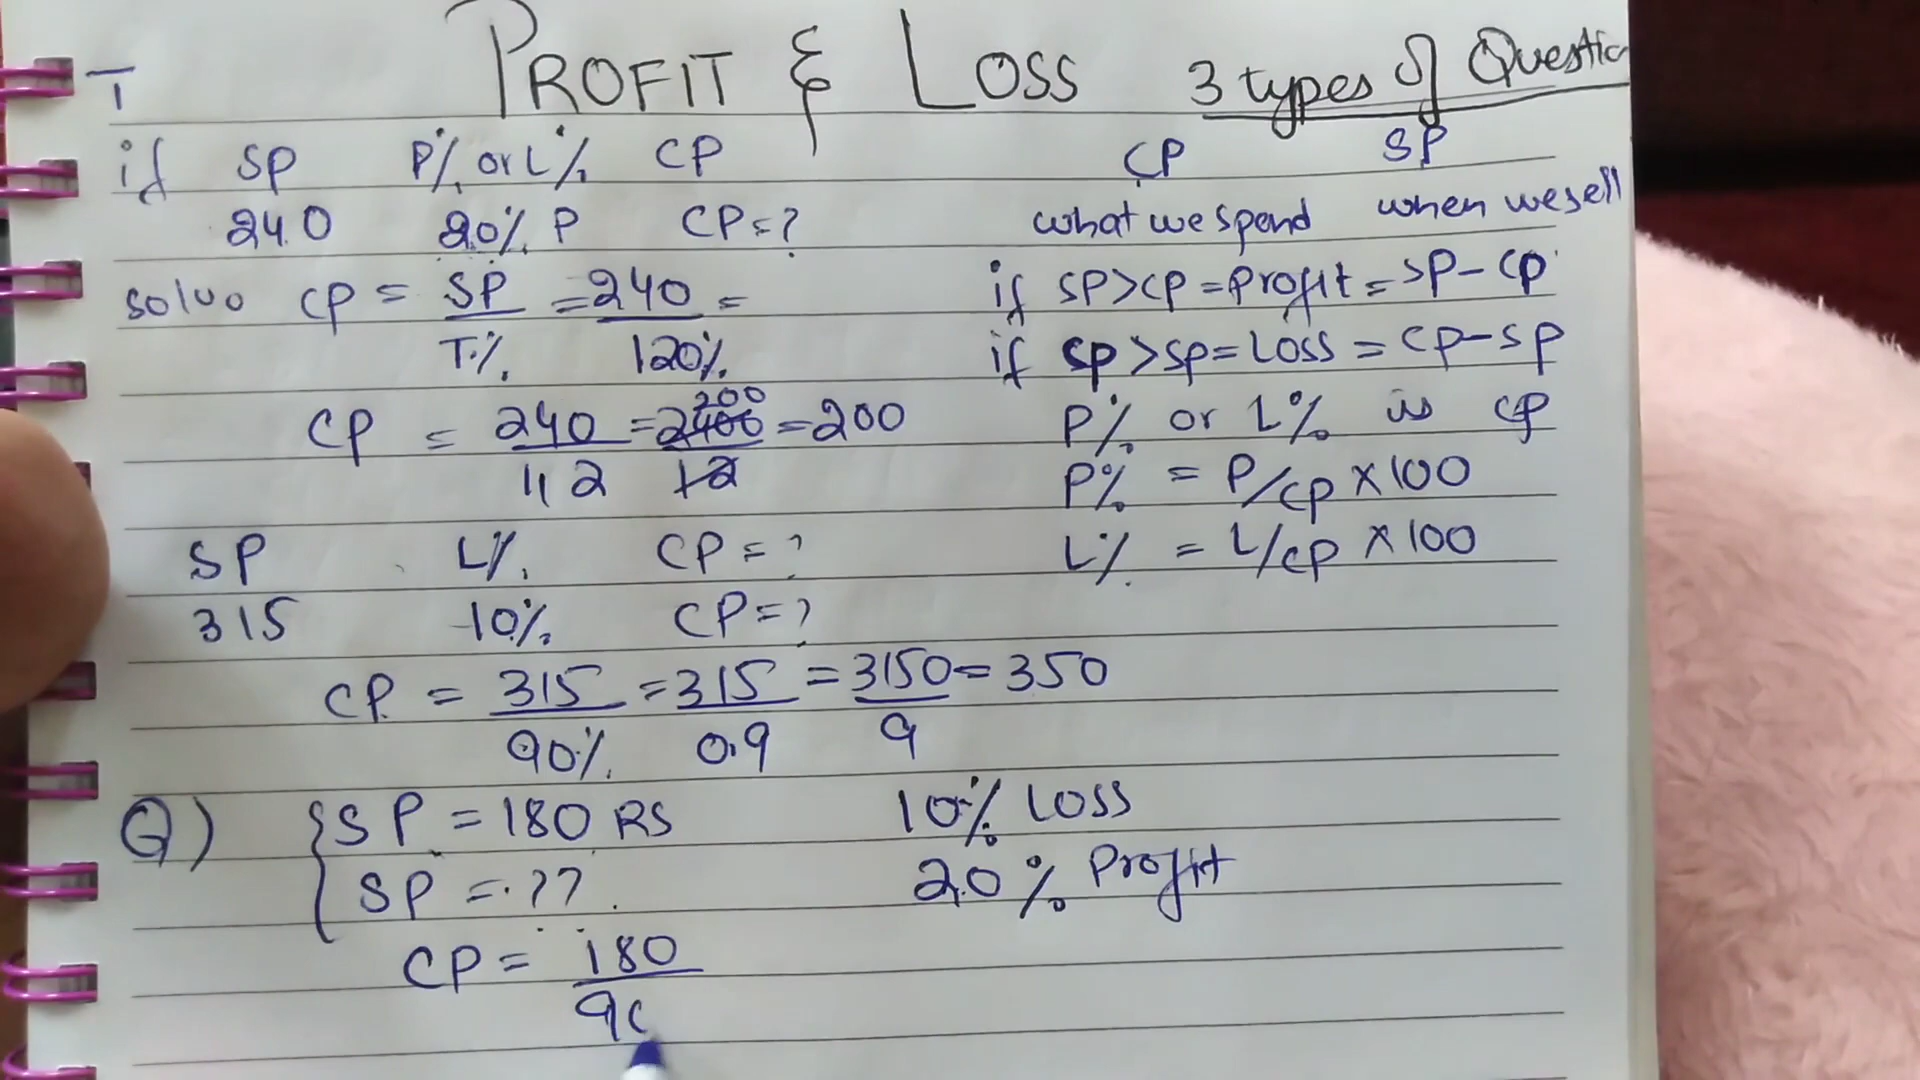 PROFIT & LOSS 3 types of Questio
T
if SP P% or L% CP
240 20% P CP=?
solve CP = SP/T% = 240/120% =
CP = 240/1.2 = 2400/12 200 = 200
SP L% CP = ?
315 10% CP = ?
CP = 315/90% = 315/0.9 = 3150/9 = 350
Q) SP = 180 RS 10% LOSS
SP = ?? 20% Profit
CP = 180/90
CP SP
what we spend when we sell
if SP>CP = Profit = SP-CP
if SP>SP = LOSS = CP-SP
P% or L% is CP
P% = P/CP x 100
L% = L/CP x 100